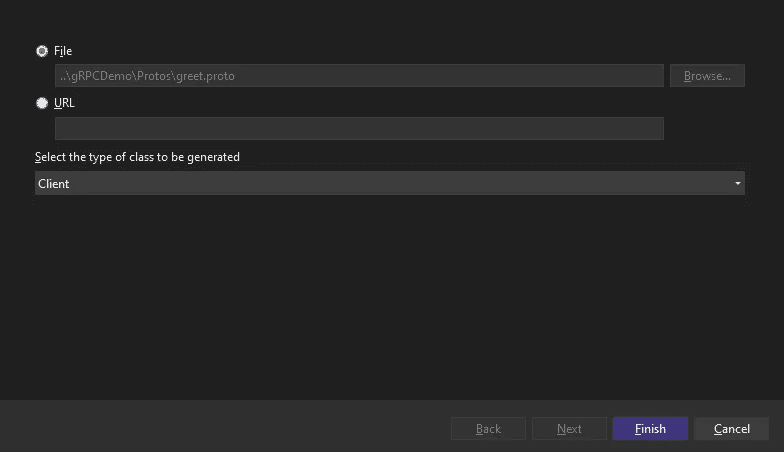 File
..\gRPCDemo\Protos\greet.proto
Browse...
URL
Select the type of class to be generated
Client
Back
Next
Finish
Cancel